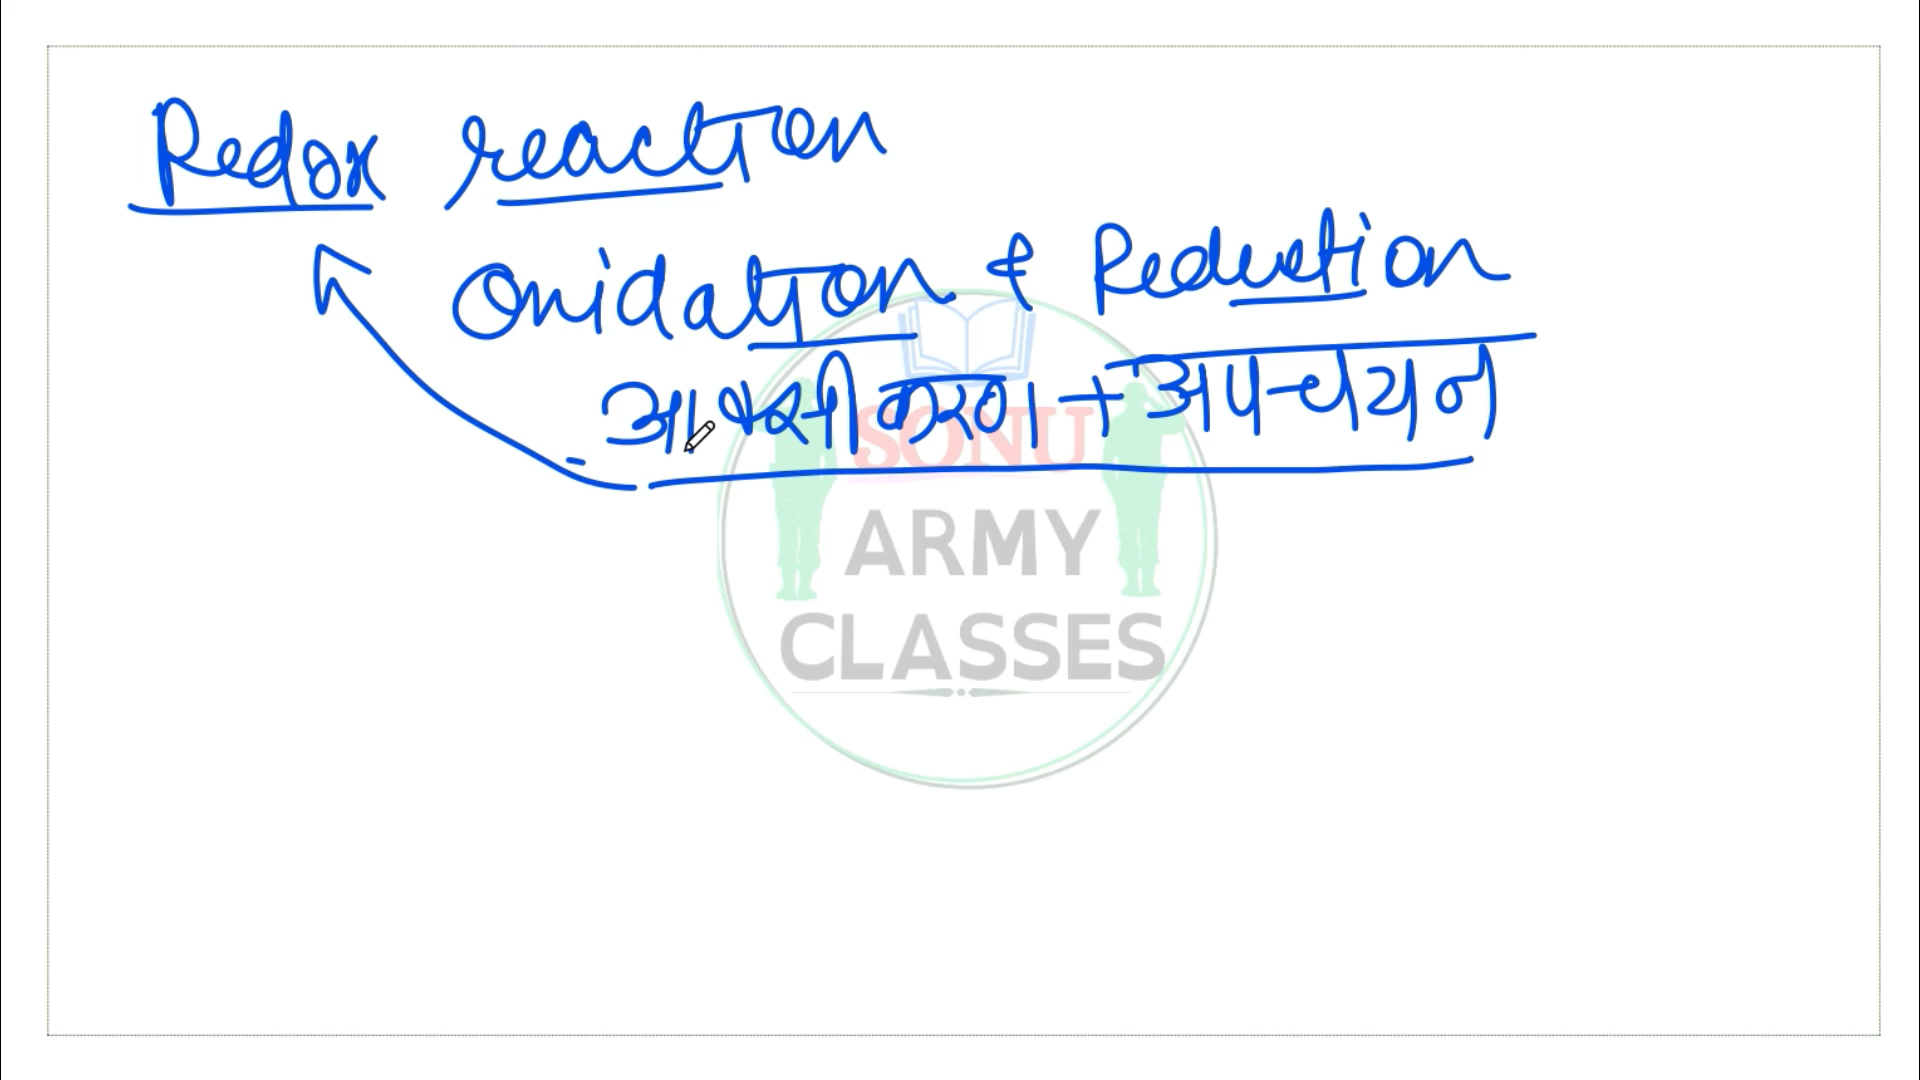 Redox reaction
Oxidation & Reduction
आक्सीकरण + अपचयन
SONU
ARMY
CLASSES